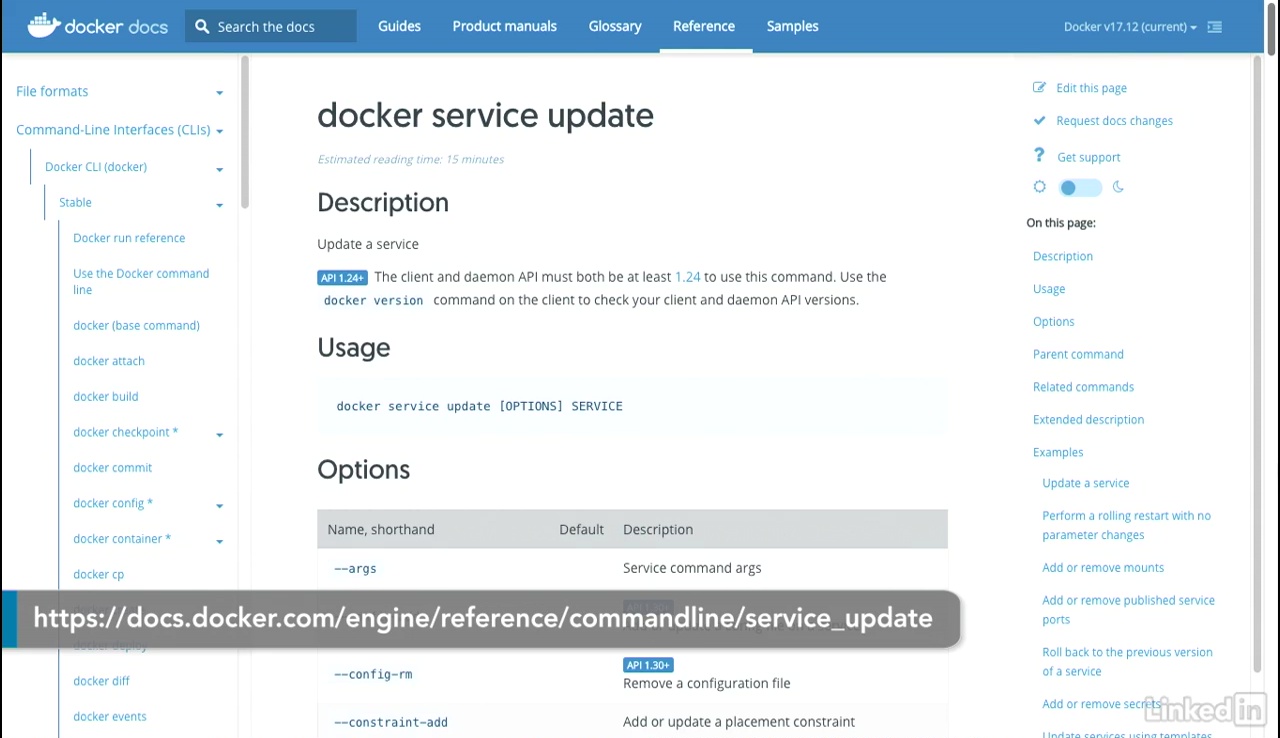 docker docs
Search the docs
Guides
Product manuals
Glossary
Reference
Samples
Docker v17.12 (current)
File formats
Command-Line Interfaces (CLIs)
Docker CLI (docker)
Stable
Docker run reference
Use the Docker command
line
docker (base command)
docker attach
docker build
docker checkpoint *
docker commit
docker config *
docker container *
docker cp
docker deploy
docker diff
docker events
docker service update
Estimated reading time: 15 minutes
Description
Update a service
API 1.24+ The client and daemon API must both be at least 1.24 to use this command. Use the
docker version command on the client to check your client and daemon API versions.
Usage
docker service update [OPTIONS] SERVICE
Options
Name, shorthand Default Description
--args Service command args
https://docs.docker.com/engine/reference/commandline/service_update
API 1.30+
--config-rm
Remove a configuration file
--constraint-add Add or update a placement constraint
Edit this page
Request docs changes
? Get support
On this page:
Description
Usage
Options
Parent command
Related commands
Extended description
Examples
Update a service
Perform a rolling restart with no
parameter changes
Add or remove mounts
Add or remove published service
ports
Roll back to the previous version
of a service
Add or remove secrets
Update services using templates
Linked in